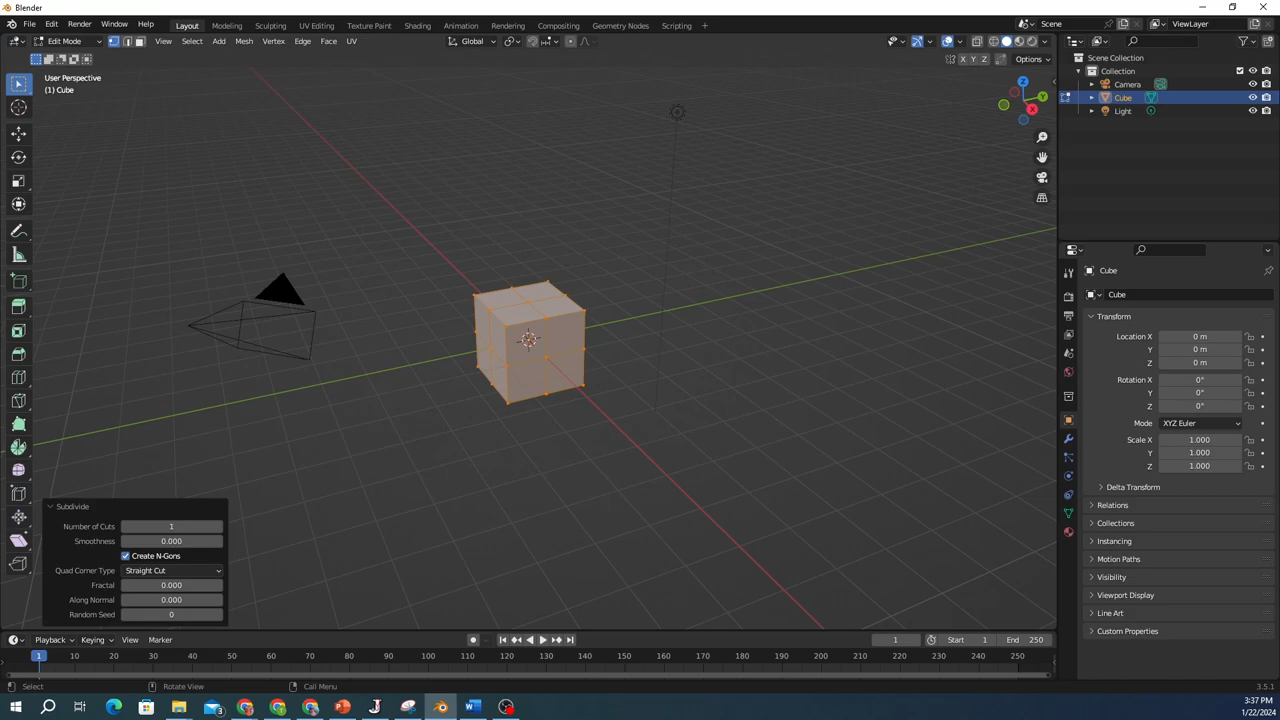 Blender
File Edit Render Window Help Layout Modeling Sculpting UV Editing Texture Paint Shading Animation Rendering Compositing Geometry Nodes Scripting + Scene ViewLayer
Edit Mode View Select Add Mesh Vertex Edge Face UV Global
X Y Z Options
User Perspective
(1) Cube
Z
Y
X
Scene Collection
Collection
Camera
Cube
Light
Cube
Cube
Transform
Location X 0 m
Y 0 m
Z 0 m
Rotation X 0°
Y 0°
Z 0°
Mode XYZ Euler
Scale X 1.000
Y 1.000
Z 1.000
Delta Transform
Relations
Collections
Instancing
Motion Paths
Visibility
Viewport Display
Line Art
Custom Properties
Subdivide
Number of Cuts 1
Smoothness 0.000
Create N-Gons
Quad Corner Type Straight Cut
Fractal 0.000
Along Normal 0.000
Random Seed 0
Playback Keying View Marker 1 Start 1 End 250
1 10 20 30 40 50 60 70 80 90 100 110 120 130 140 150 160 170 180 190 200 210 220 230 240 250
Select Rotate View Call Menu 3.5.1
3:37 PM
1/22/2024